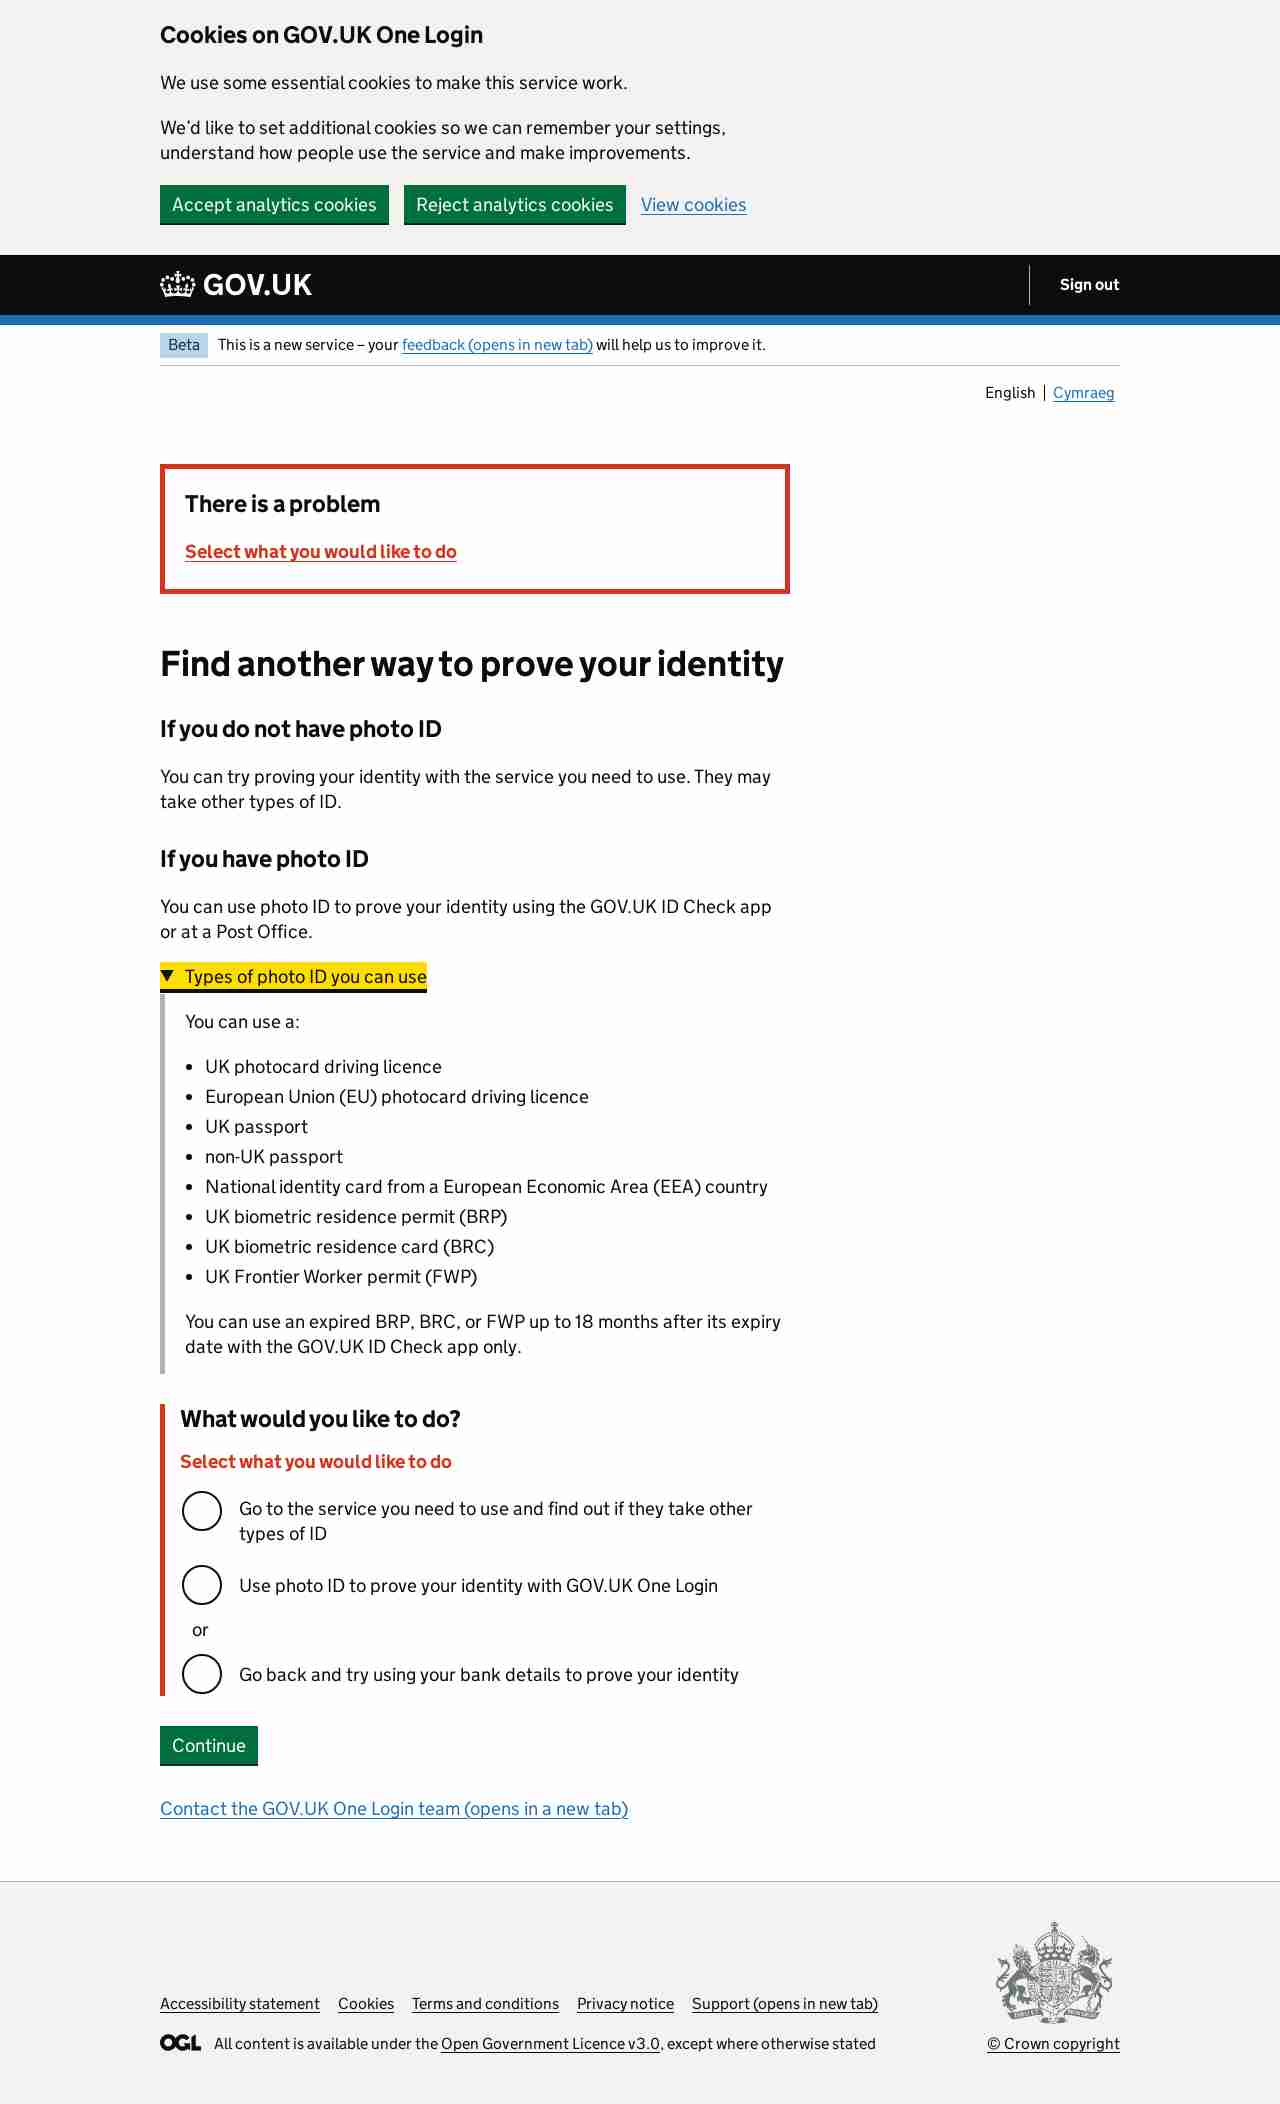 Cookies on GOV.UK One Login
We use some essential cookies to make this service work.
We’d like to set additional cookies so we can remember your settings,
understand how people use the service and make improvements.
Accept analytics cookies Reject analytics cookies View cookies
GOV.UK Sign out
Beta This is a new service – your feedback (opens in new tab) will help us to improve it.
English Cymraeg
There is a problem
Select what you would like to do
Find another way to prove your identity
If you do not have photo ID
You can try proving your identity with the service you need to use. They may
take other types of ID.
If you have photo ID
You can use photo ID to prove your identity using the GOV.UK ID Check app
or at a Post Office.
Types of photo ID you can use
You can use a:
• UK photocard driving licence
• European Union (EU) photocard driving licence
• UK passport
• non-UK passport
• National identity card from a European Economic Area (EEA) country
• UK biometric residence permit (BRP)
• UK biometric residence card (BRC)
• UK Frontier Worker permit (FWP)
You can use an expired BRP, BRC, or FWP up to 18 months after its expiry
date with the GOV.UK ID Check app only.
What would you like to do?
Select what you would like to do
Go to the service you need to use and find out if they take other
types of ID
Use photo ID to prove your identity with GOV.UK One Login
or
Go back and try using your bank details to prove your identity
Continue
Contact the GOV.UK One Login team (opens in a new tab)
Accessibility statement Cookies Terms and conditions Privacy notice Support (opens in new tab)
OGL All content is available under the Open Government Licence v3.0, except where otherwise stated
© Crown copyright